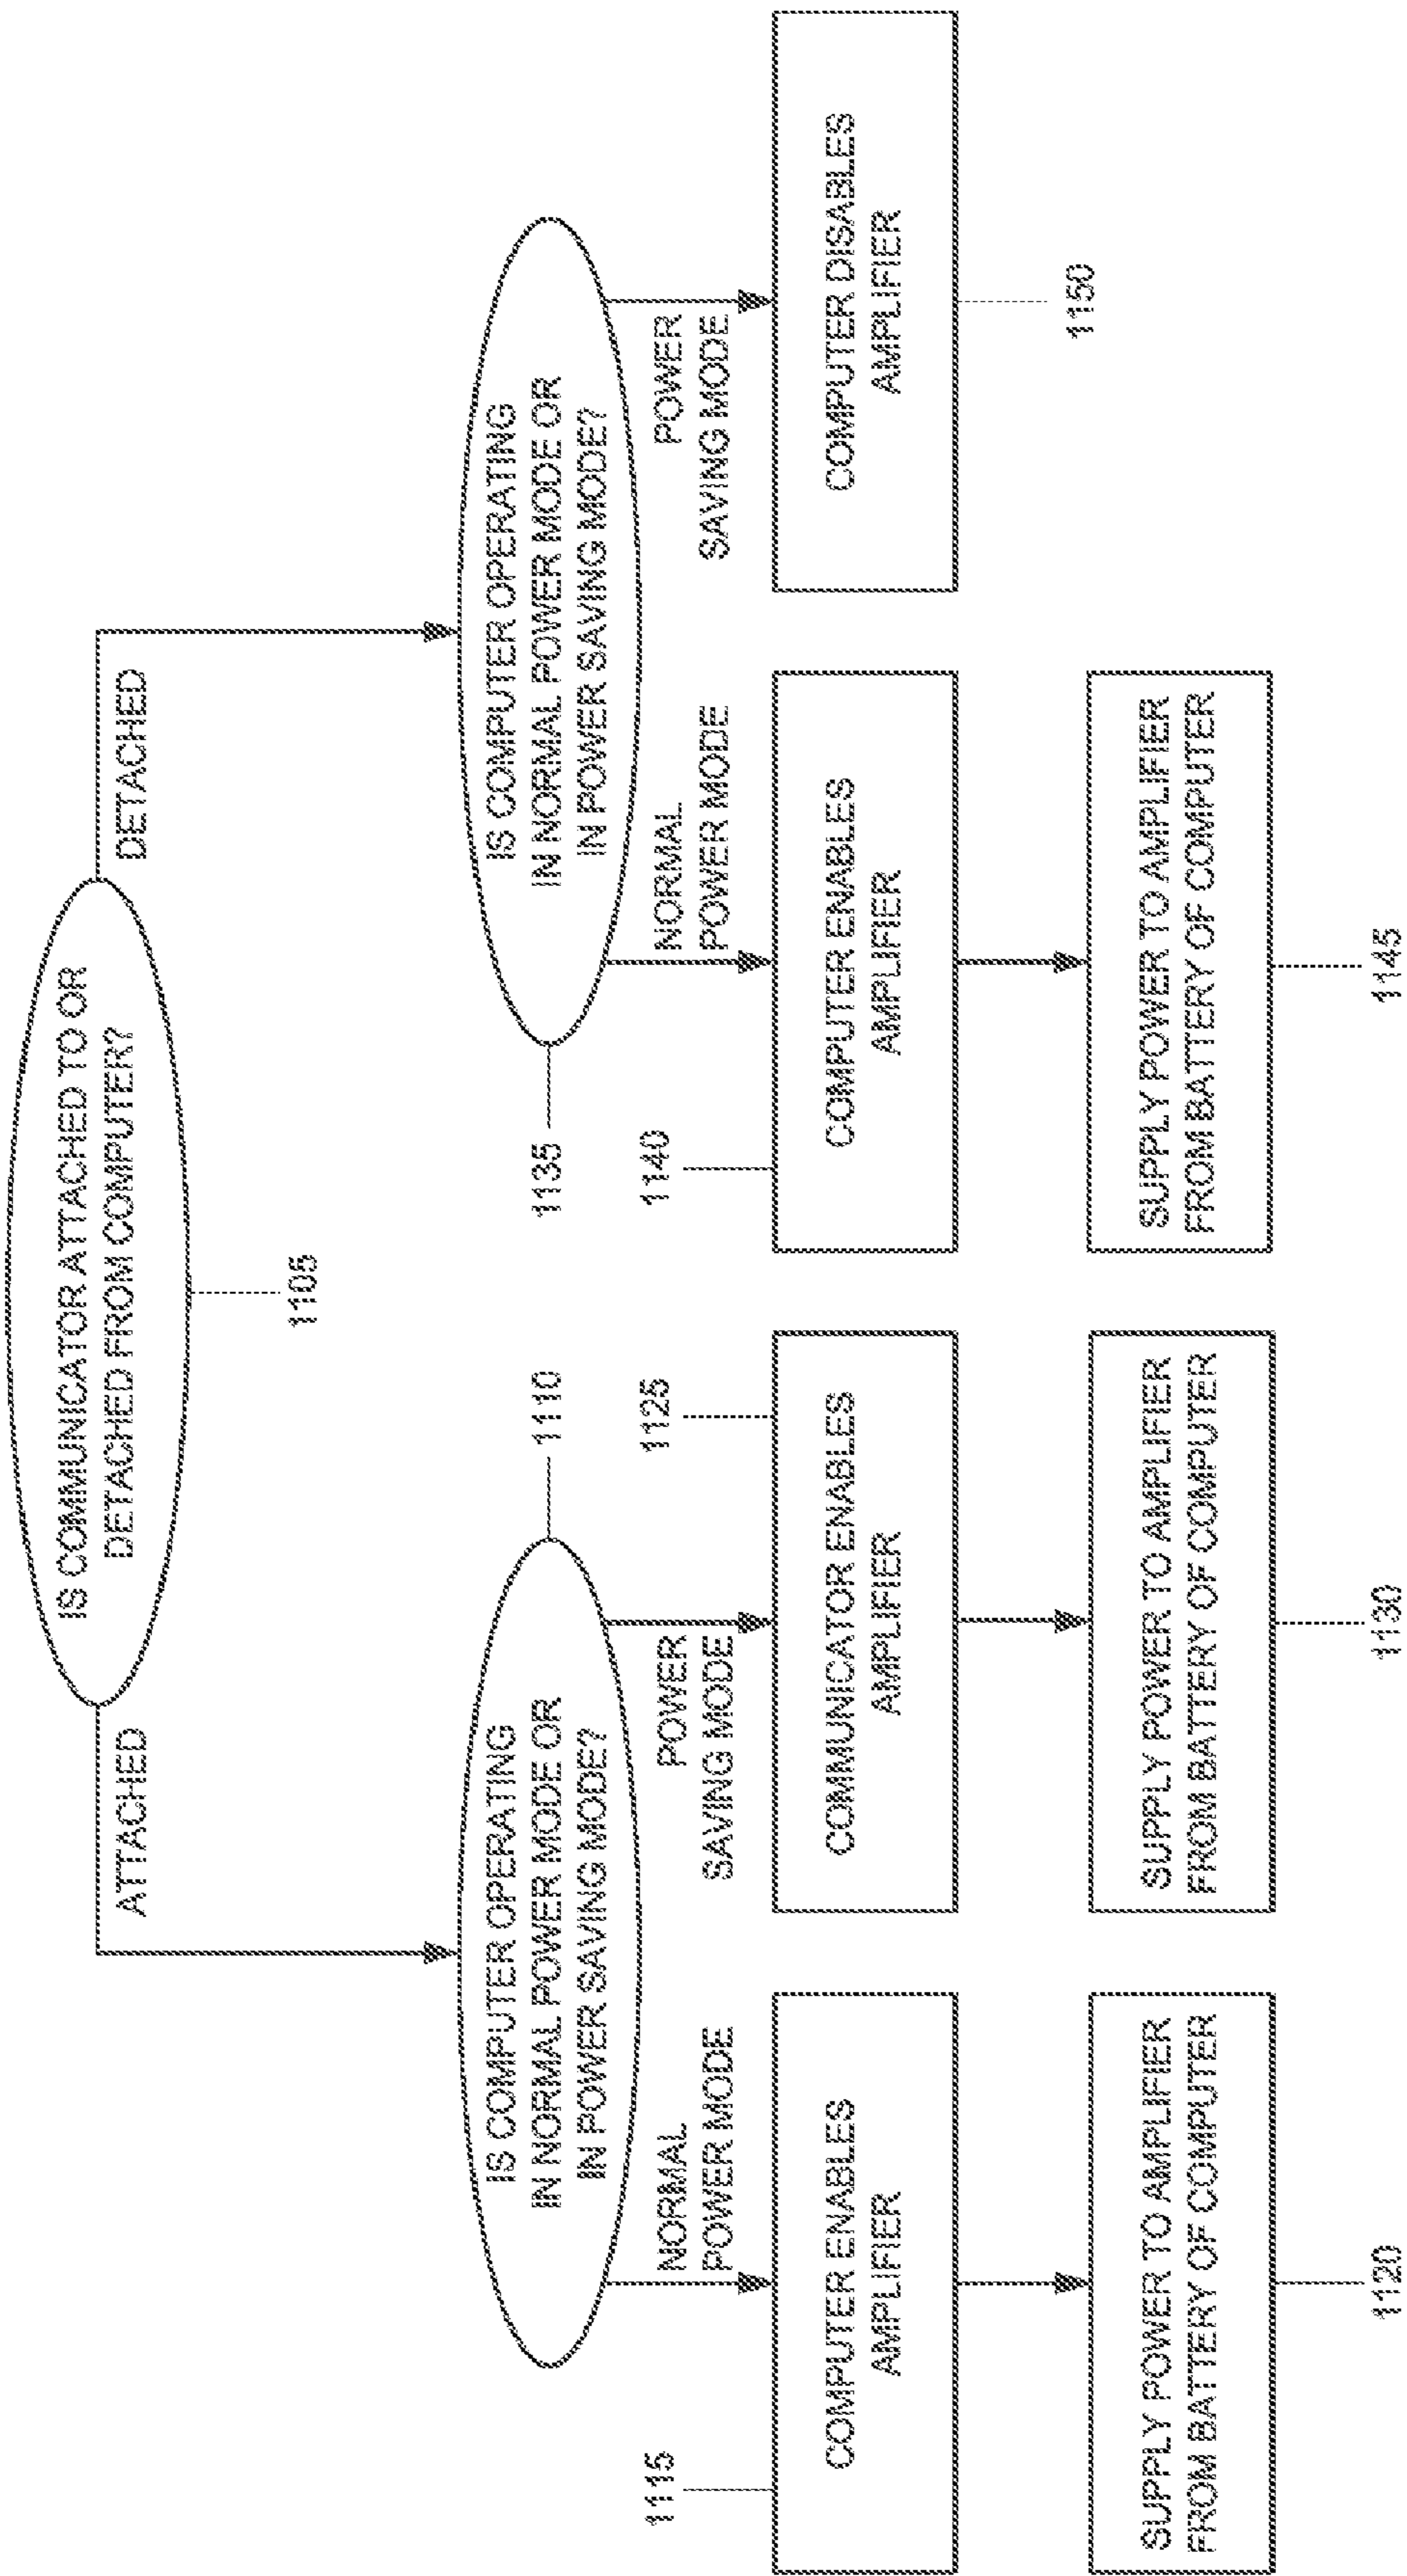 IS COMMUNICATOR ATTACHED TO OR
DETACHED FROM COMPUTER?
1105
ATTACHED
DETACHED
IS COMPUTER OPERATING
IN NORMAL POWER MODE OR
IN POWER SAVING MODE?
1110
IS COMPUTER OPERATING
IN NORMAL POWER MODE OR
IN POWER SAVING MODE?
1135
NORMAL
POWER MODE
POWER
SAVING MODE
NORMAL
POWER MODE
POWER
SAVING MODE
1115
COMPUTER ENABLES
AMPLIFIER
1125
COMMUNICATOR ENABLES
AMPLIFIER
1140
COMPUTER ENABLES
AMPLIFIER
COMPUTER DISABLES
AMPLIFIER
1150
SUPPLY POWER TO AMPLIFIER
FROM BATTERY OF COMPUTER
1120
SUPPLY POWER TO AMPLIFIER
FROM BATTERY OF COMPUTER
1130
SUPPLY POWER TO AMPLIFIER
FROM BATTERY OF COMPUTER
1145